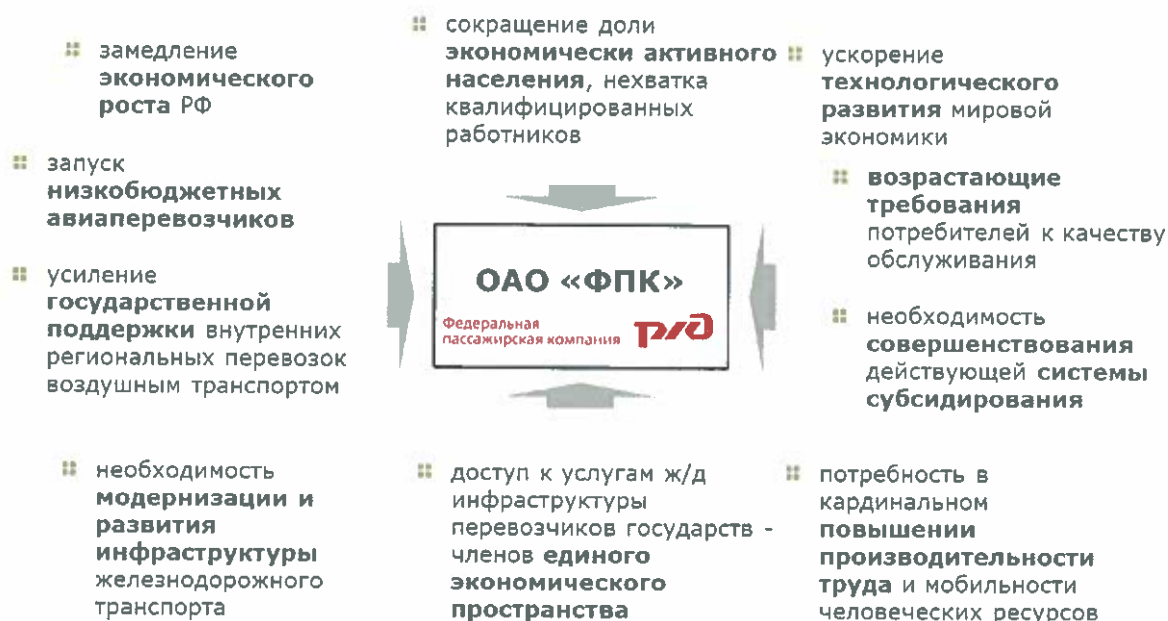 замедление
экономического
роста РФ
сокращение доли
экономически активного
населения, нехватка
квалифицированных
работников
ускорение
технологического
развития мировой
экономики
запуск
низкобюджетных
авиаперевозчиков
возрастающие
требования
потребителей к качеству
обслуживания
усиление
государственной
поддержки внутренних
региональных перевозок
воздушным транспортом
ОАО «ФПК»
Федеральная
пассажирская компания
ржд
необходимость
совершенствования
действующей системы
субсидирования
необходимость
модернизации и
развития
инфраструктуры
железнодорожного
транспорта
доступ к услугам ж/д
инфраструктуры
перевозчиков государств -
членов единого
экономического
пространства
потребность в
кардинальном
повышении
производительности
труда и мобильности
человеческих ресурсов